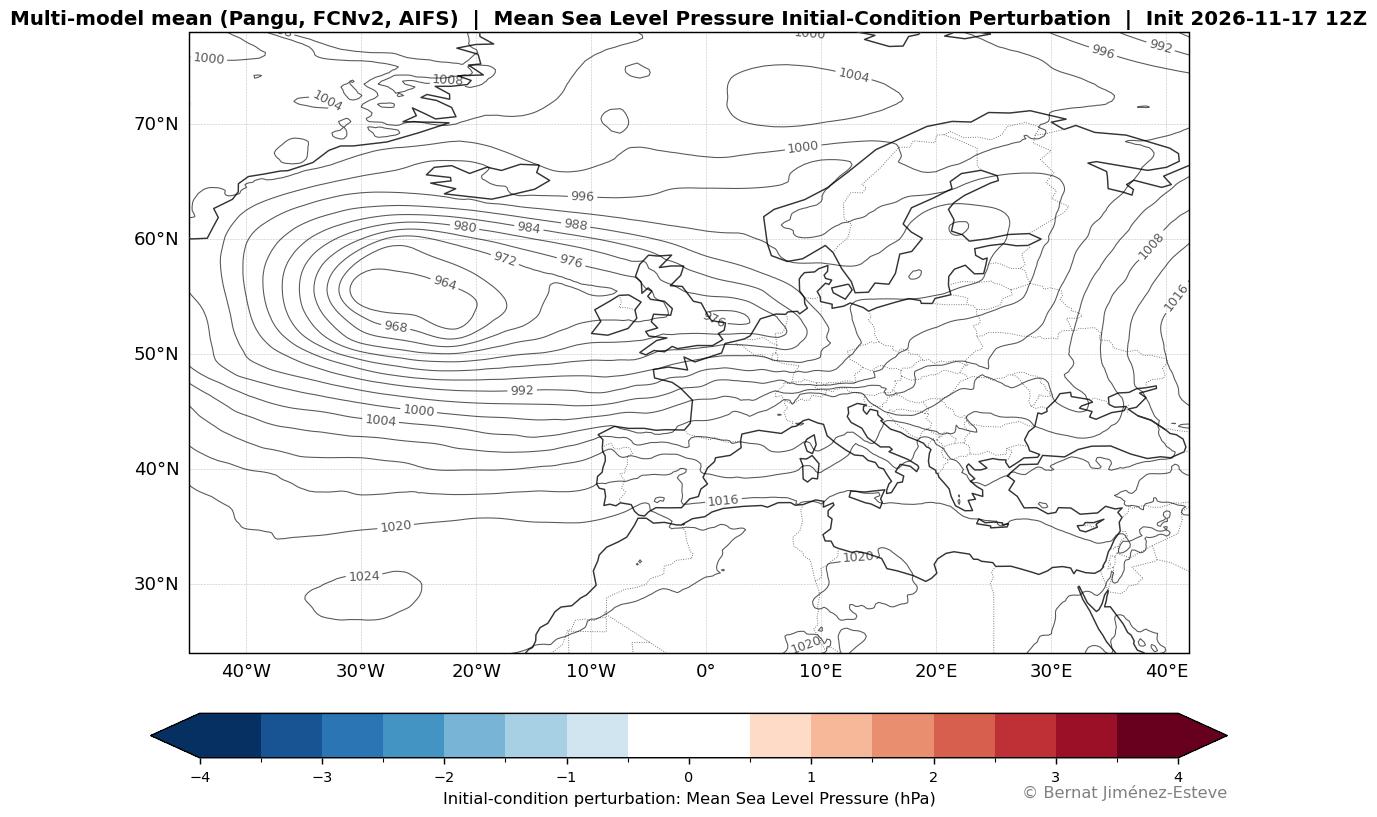 Multi-model mean (Pangu, FCNv2, AIFS) | Mean Sea Level Pressure Initial-Condition Perturbation | Init 2026-11-17 12Z
1000
1000
992
996
1004
1008
1004
70°N
1000
996
980
984
988
60°N
1008
972
976
964
1016
968
976
50°N
992
1000
1004
40°N
1016
1020
1020
1024
30°N
1020
40°W 30°W 20°W 10°W 0° 10°E 20°E 30°E 40°E
−4 −3 −2 −1 0 1 2 3 4
Initial-condition perturbation: Mean Sea Level Pressure (hPa)
© Bernat Jiménez-Esteve